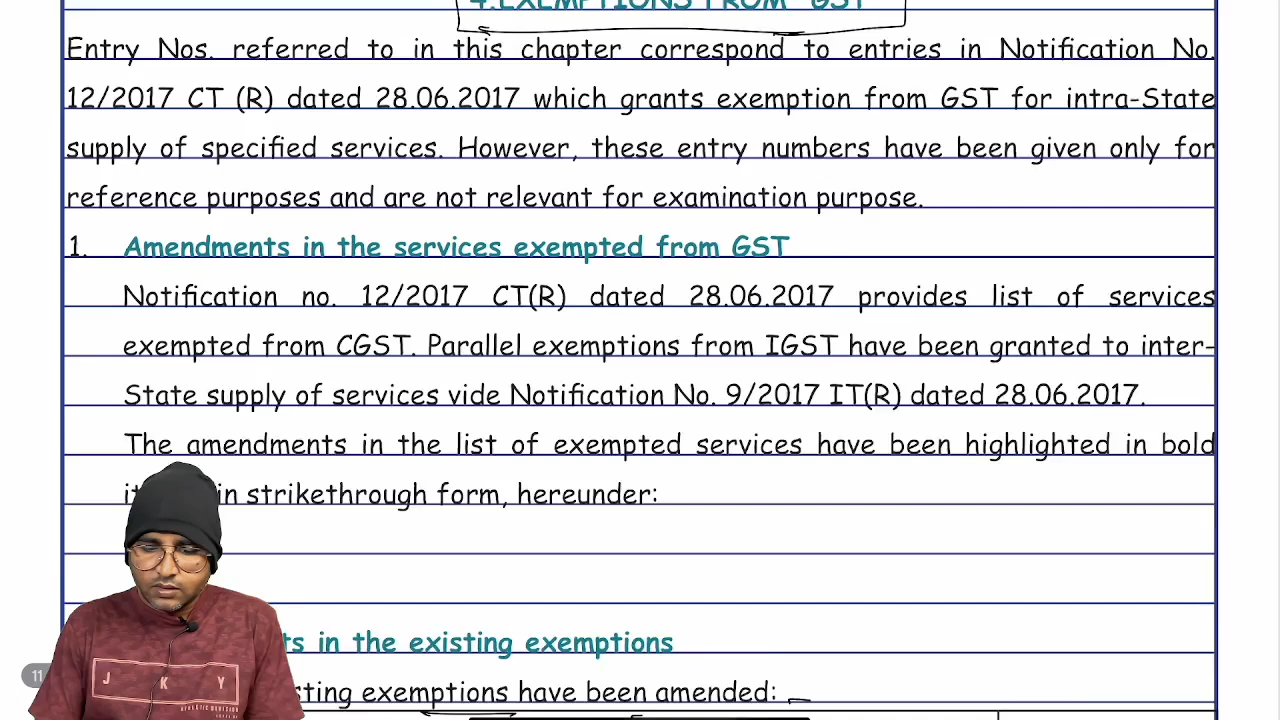 4.EXEMPTIONS FROM GST
Entry Nos. referred to in this chapter correspond to entries in Notification No.
12/2017 CT (R) dated 28.06.2017 which grants exemption from GST for intra-State
supply of specified services. However, these entry numbers have been given only for
reference purposes and are not relevant for examination purpose.
1. Amendments in the services exempted from GST
Notification no. 12/2017 CT(R) dated 28.06.2017 provides list of services
exempted from CGST. Parallel exemptions from IGST have been granted to inter-
State supply of services vide Notification No. 9/2017 IT(R) dated 28.06.2017.
The amendments in the list of exempted services have been highlighted in bold
in strikethrough form, hereunder:
in the existing exemptions
exemptions have been amended:
11
J K Y